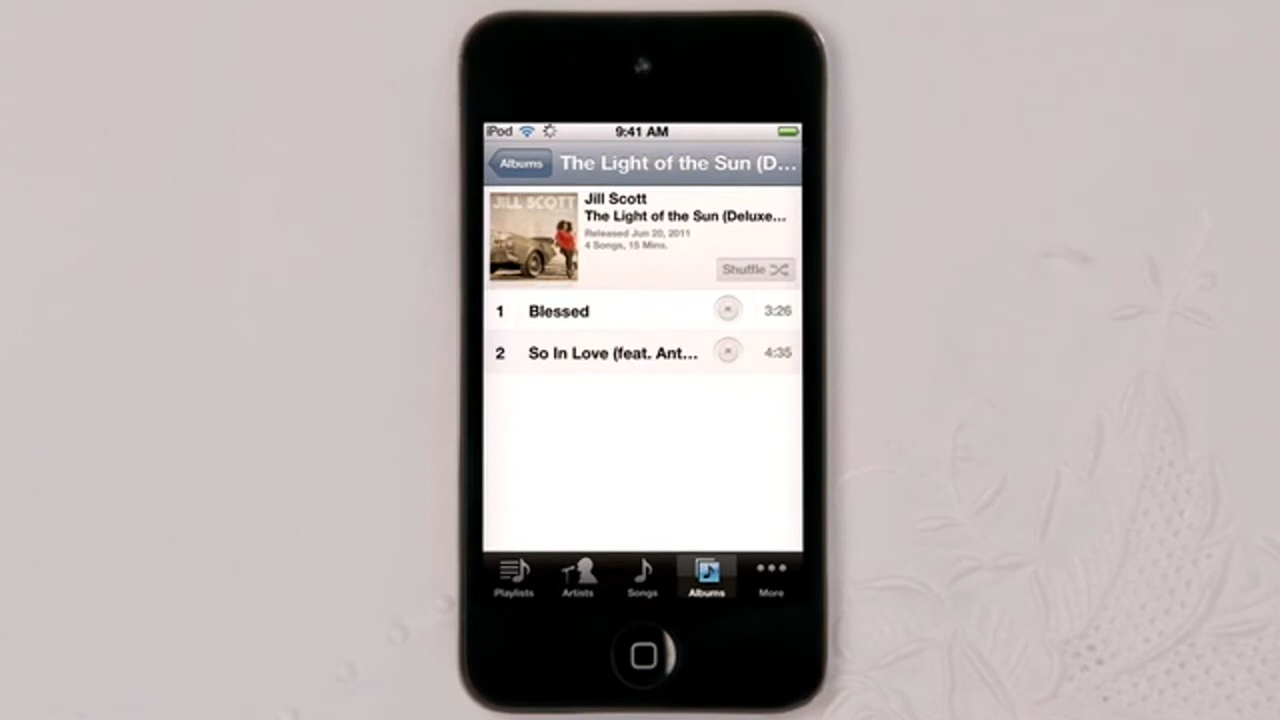 iPod 9:41 AM
Albums The Light of the Sun (D...
JILL SCOTT
Jill Scott
The Light of the Sun (Deluxe...
Released Jun 20, 2011
4 Songs, 15 Mins.
Shuffle
1 Blessed 3:26
2 So In Love (feat. Ant... 4:35
Playlists Artists Songs Albums More